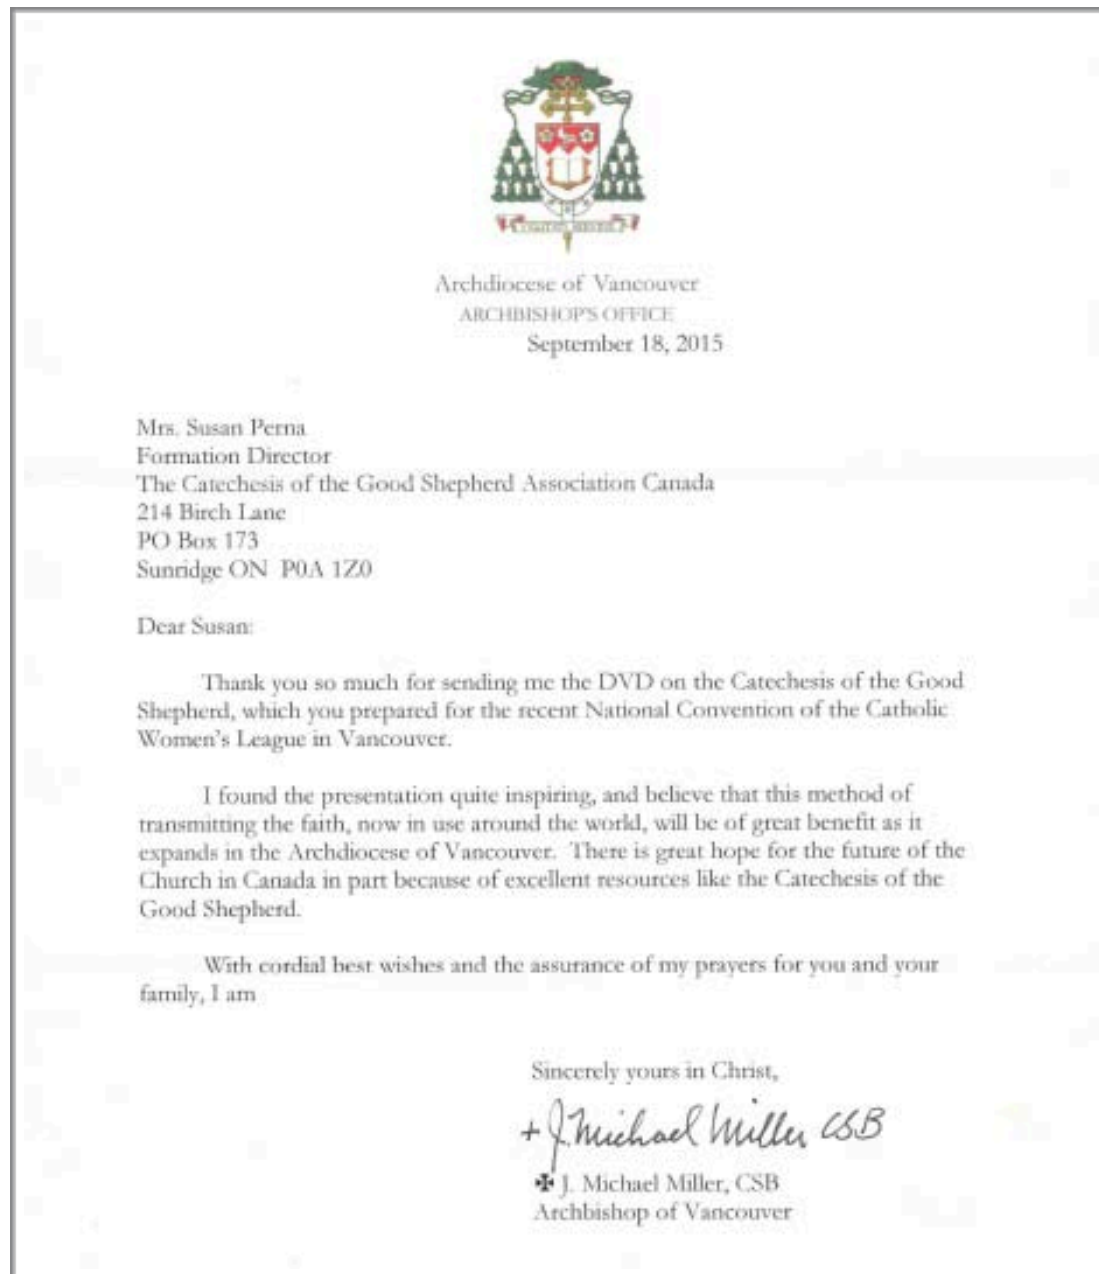 Archdiocese of Vancouver
ARCHBISHOP'S OFFICE
September 18, 2015
Mrs. Susan Perna
Formation Director
The Catechesis of the Good Shepherd Association Canada
214 Birch Lane
PO Box 173
Sunridge ON P0A 1Z0
Dear Susan:
Thank you so much for sending me the DVD on the Catechesis of the Good
Shepherd, which you prepared for the recent National Convention of the Catholic
Women's League in Vancouver.
I found the presentation quite inspiring, and believe that this method of
transmitting the faith, now in use around the world, will be of great benefit as it
expands in the Archdiocese of Vancouver. There is great hope for the future of the
Church in Canada in part because of excellent resources like the Catechesis of the
Good Shepherd.
With cordial best wishes and the assurance of my prayers for you and your
family, I am
Sincerely yours in Christ,
+ J. Michael Miller CSB
✠ J. Michael Miller, CSB
Archbishop of Vancouver